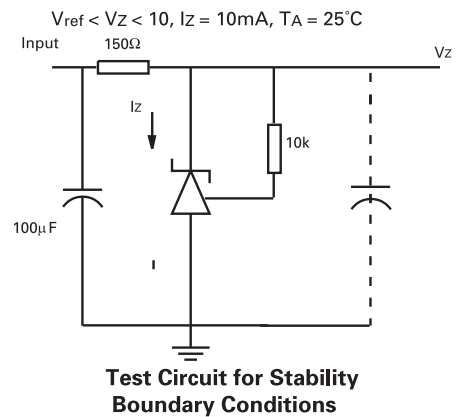 Vref < VZ < 10, IZ = 10mA, TA = 25°C
Input 150Ω
VZ
IZ
10k
100µF
Test Circuit for Stability
Boundary Conditions